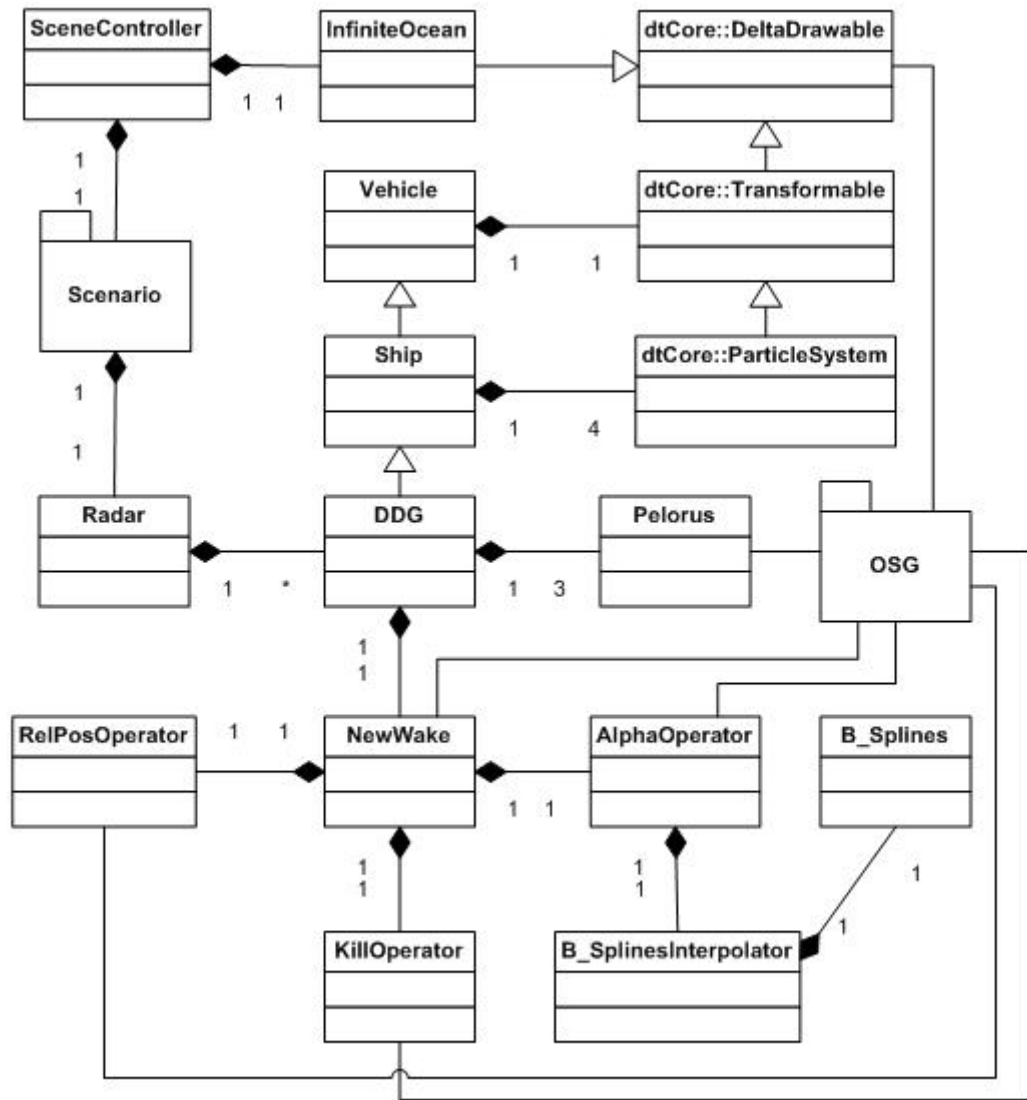 SceneController
InfiniteOcean
dtCore::DeltaDrawable
1 1
1
1
Vehicle
dtCore::Transformable
1 1
Scenario
Ship
dtCore::ParticleSystem
1
1 4
1
Radar
DDG
Pelorus
OSG
1 *
1 3
1
1
RelPosOperator
1 1
NewWake
AlphaOperator
B_Splines
1 1
1
1
1
1
1
1
KillOperator
B_SplinesInterpolator